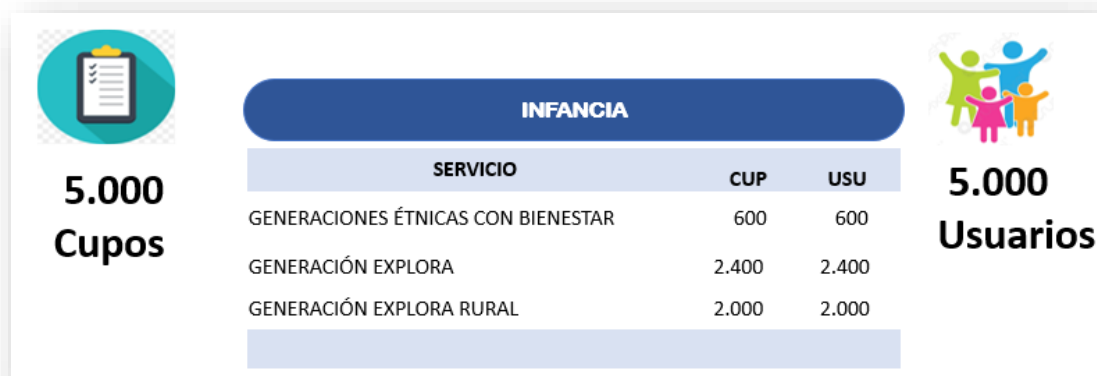 5.000
Cupos
INFANCIA
SERVICIO CUP USU
GENERACIONES ÉTNICAS CON BIENESTAR 600 600
GENERACIÓN EXPLORA 2.400 2.400
GENERACIÓN EXPLORA RURAL 2.000 2.000
5.000
Usuarios